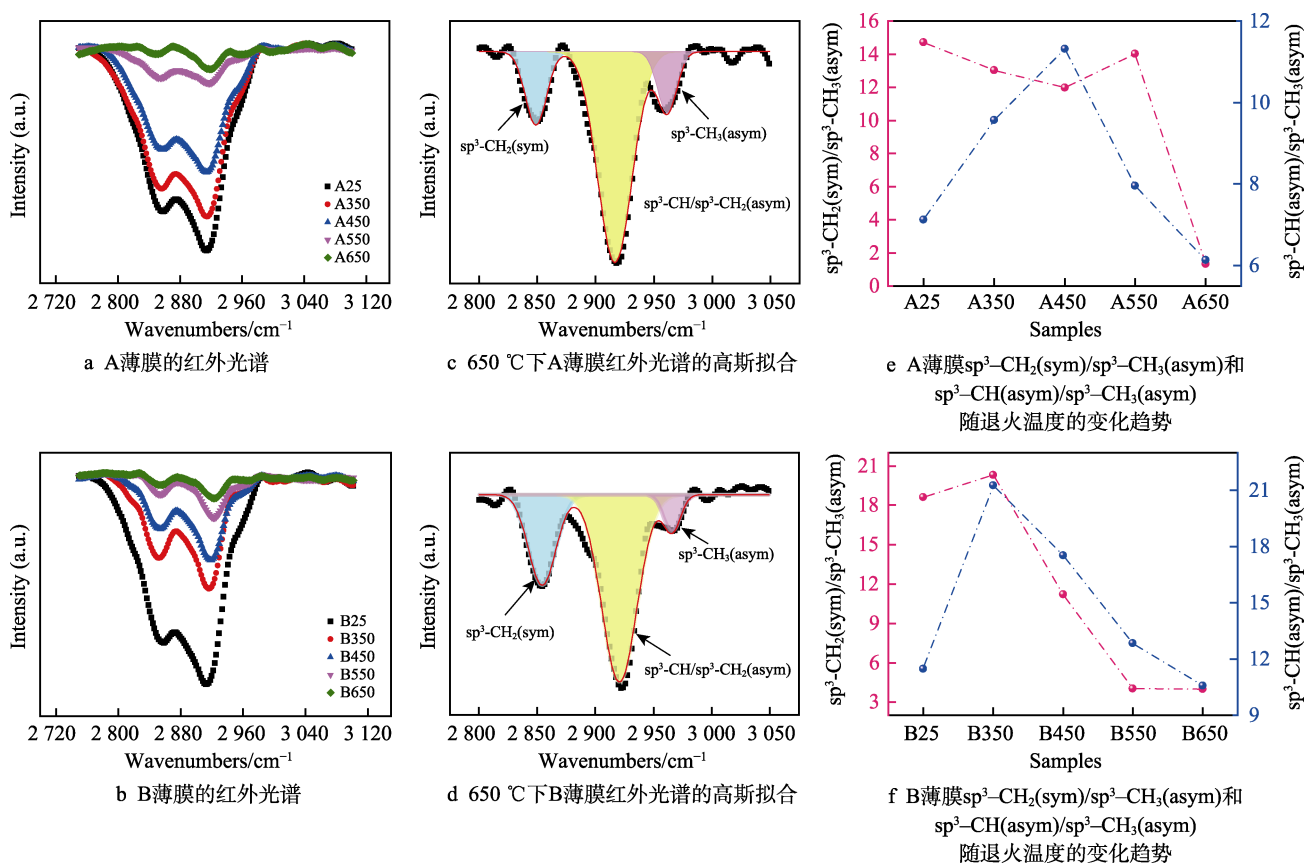 Intensity (a.u.)
A25
A350
A450
A550
A650
2 720 2 800 2 880 2 960 3 040 3 120
Wavenumbers/cm⁻¹
a A薄膜的红外光谱
Intensity (a.u.)
sp³-CH₂(sym)
sp³-CH₃(asym)
sp³-CH/sp³-CH₂(asym)
2 800 2 850 2 900 2 950 3 000 3 050
Wavenumbers/cm⁻¹
c 650 ℃下A薄膜红外光谱的高斯拟合
sp³-CH₂(sym)/sp³-CH₃(asym)
16
14
12
10
8
6
4
2
0
12
10
8
6
sp³-CH(asym)/sp³-CH₃(asym)
A25 A350 A450 A550 A650
Samples
e A薄膜sp³–CH₂(sym)/sp³–CH₃(asym)和
sp³–CH(asym)/sp³–CH₃(asym)
随退火温度的变化趋势
Intensity (a.u.)
B25
B350
B450
B550
B650
2 720 2 800 2 880 2 960 3 040 3 120
Wavenumbers/cm⁻¹
b B薄膜的红外光谱
Intensity (a.u.)
sp³-CH₂(sym)
sp³-CH₃(asym)
sp³-CH/sp³-CH₂(asym)
2 800 2 850 2 900 2 950 3 000 3 050
Wavenumbers/cm⁻¹
d 650 ℃下B薄膜红外光谱的高斯拟合
sp³-CH₂(sym)/sp³-CH₃(asym)
21
18
15
12
9
6
3
21
18
15
12
9
sp³-CH(asym)/sp³-CH₃(asym)
B25 B350 B450 B550 B650
Samples
f B薄膜sp³–CH₂(sym)/sp³–CH₃(asym)和
sp³–CH(asym)/sp³–CH₃(asym)
随退火温度的变化趋势